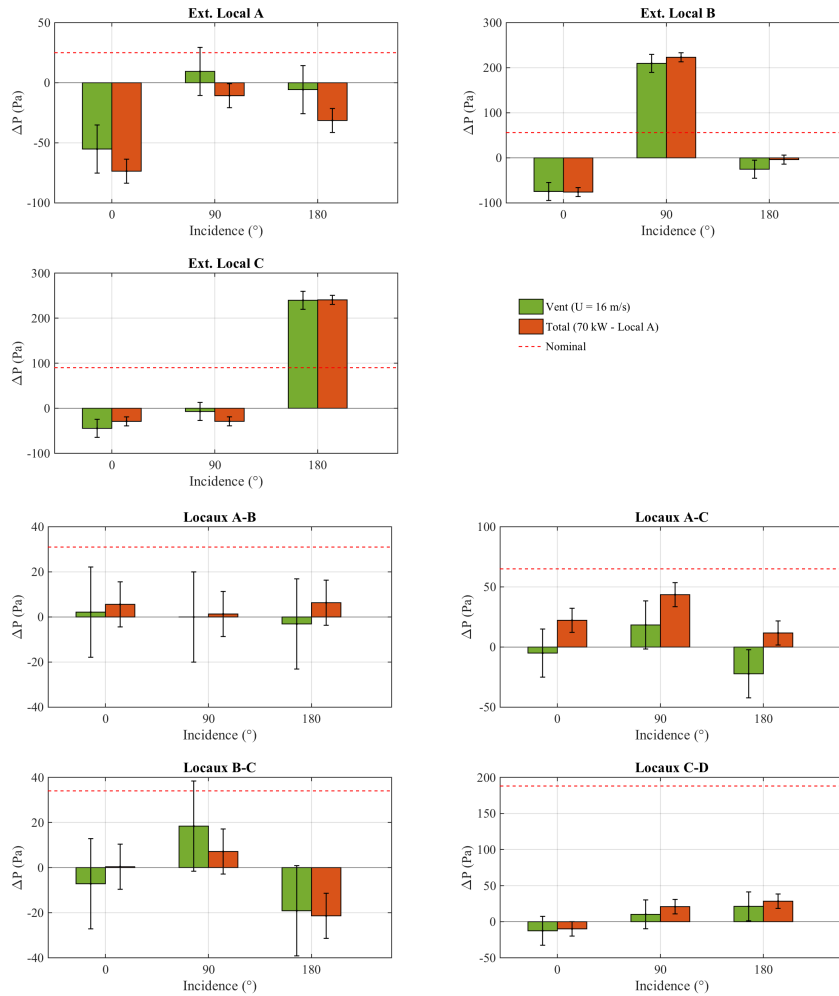 Ext. Local A
50
0
-50
-100
ΔP (Pa)
0 90 180
Incidence (°)
Ext. Local B
300
200
100
0
-100
ΔP (Pa)
0 90 180
Incidence (°)
Ext. Local C
300
200
100
0
-100
ΔP (Pa)
0 90 180
Incidence (°)
Vent (U = 16 m/s)
Total (70 kW - Local A)
Nominal
Locaux A-B
40
20
0
-20
-40
ΔP (Pa)
0 90 180
Incidence (°)
Locaux A-C
100
50
0
-50
ΔP (Pa)
0 90 180
Incidence (°)
Locaux B-C
40
20
0
-20
-40
ΔP (Pa)
0 90 180
Incidence (°)
Locaux C-D
200
150
100
50
0
-50
ΔP (Pa)
0 90 180
Incidence (°)